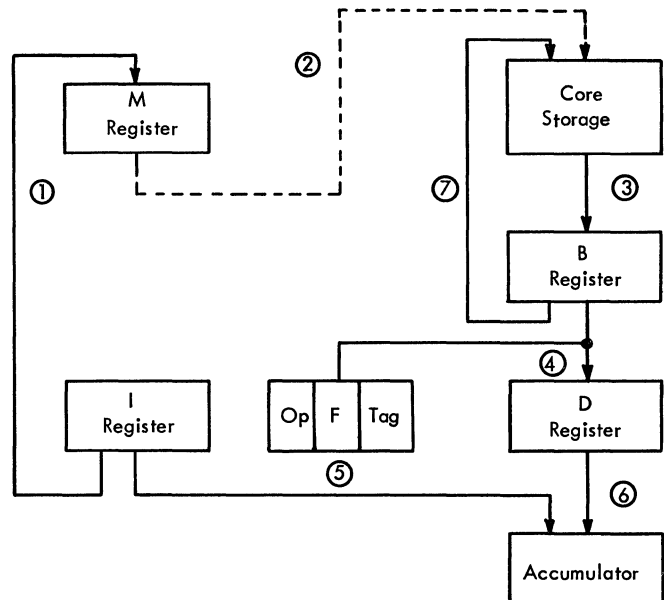 M
Register
②
Core
Storage
①
⑦
③
B
Register
④
I
Register
Op F Tag
D
Register
⑤
⑥
Accumulator